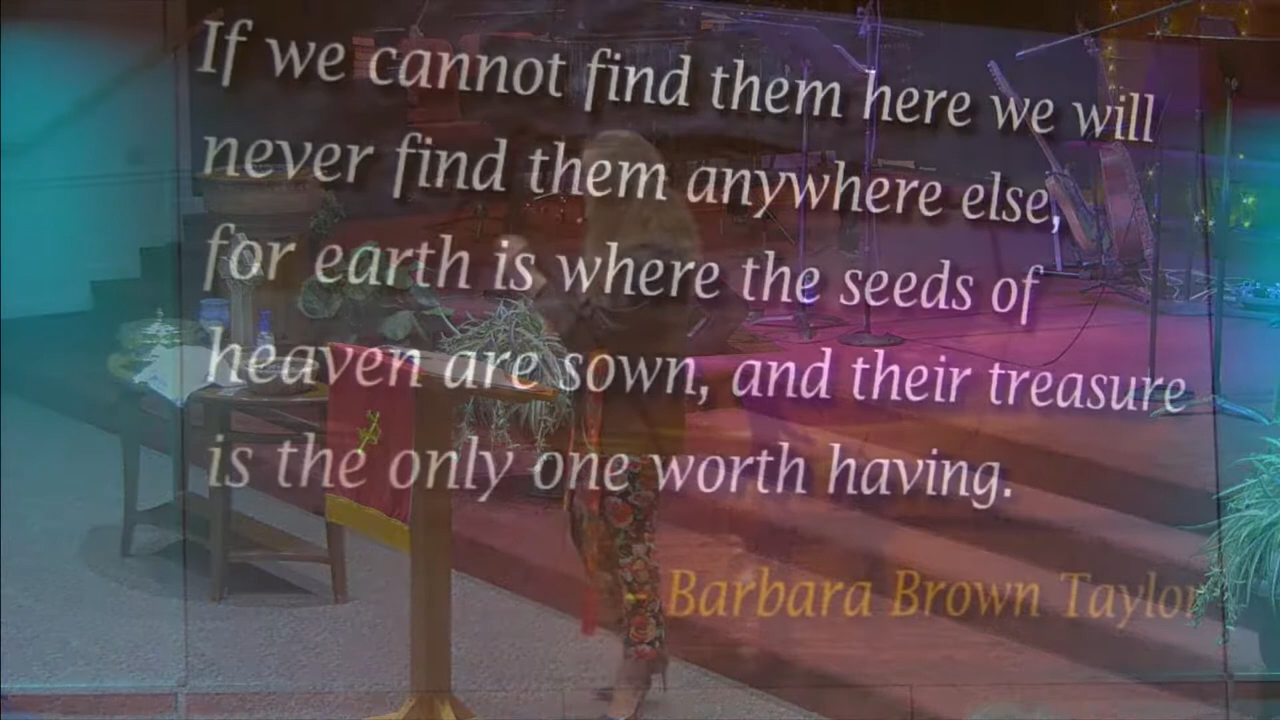 If we cannot find them here we will
never find them anywhere else,
for earth is where the seeds of
heaven are sown, and their treasure
is the only one worth having.
Barbara Brown Taylor